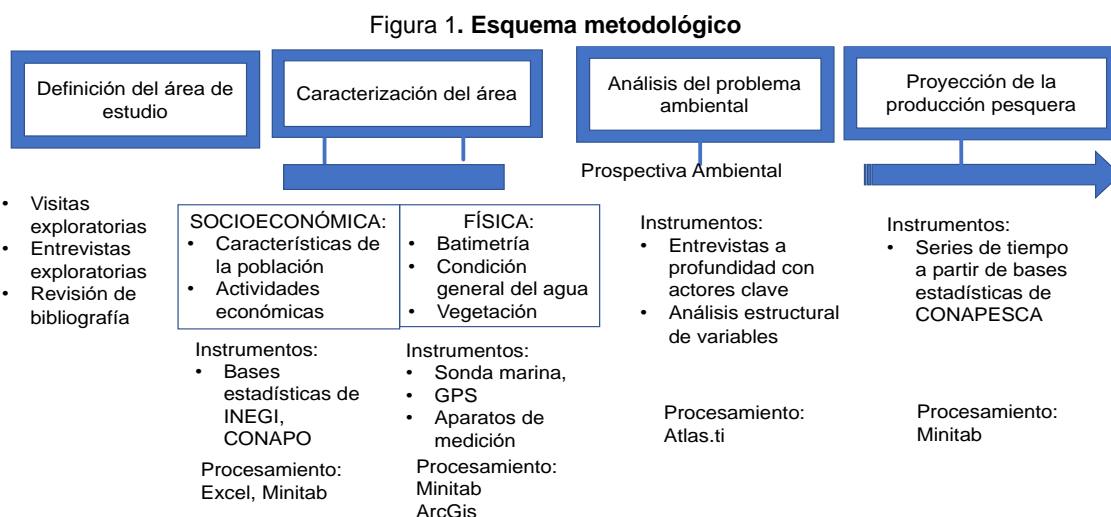 Figura 1. Esquema metodológico
Definición del área de
estudio
Caracterización del área
Análisis del problema
ambiental
Proyección de la
producción pesquera
Prospectiva Ambiental
• Visitas
exploratorias
• Entrevistas
exploratorias
• Revisión de
bibliografía
SOCIOECONÓMICA:
• Características de
la población
• Actividades
económicas
Instrumentos:
• Bases
estadísticas de
INEGI,
CONAPO
Procesamiento:
Excel, Minitab
FÍSICA:
• Batimetría
• Condición
general del agua
• Vegetación
Instrumentos:
• Sonda marina,
• GPS
• Aparatos de
medición
Procesamiento:
Minitab
ArcGis
Instrumentos:
• Entrevistas a
profundidad con
actores clave
• Análisis estructural
de variables
Procesamiento:
Atlas.ti
Instrumentos:
• Series de tiempo
a partir de bases
estadísticas de
CONAPESCA
Procesamiento:
Minitab